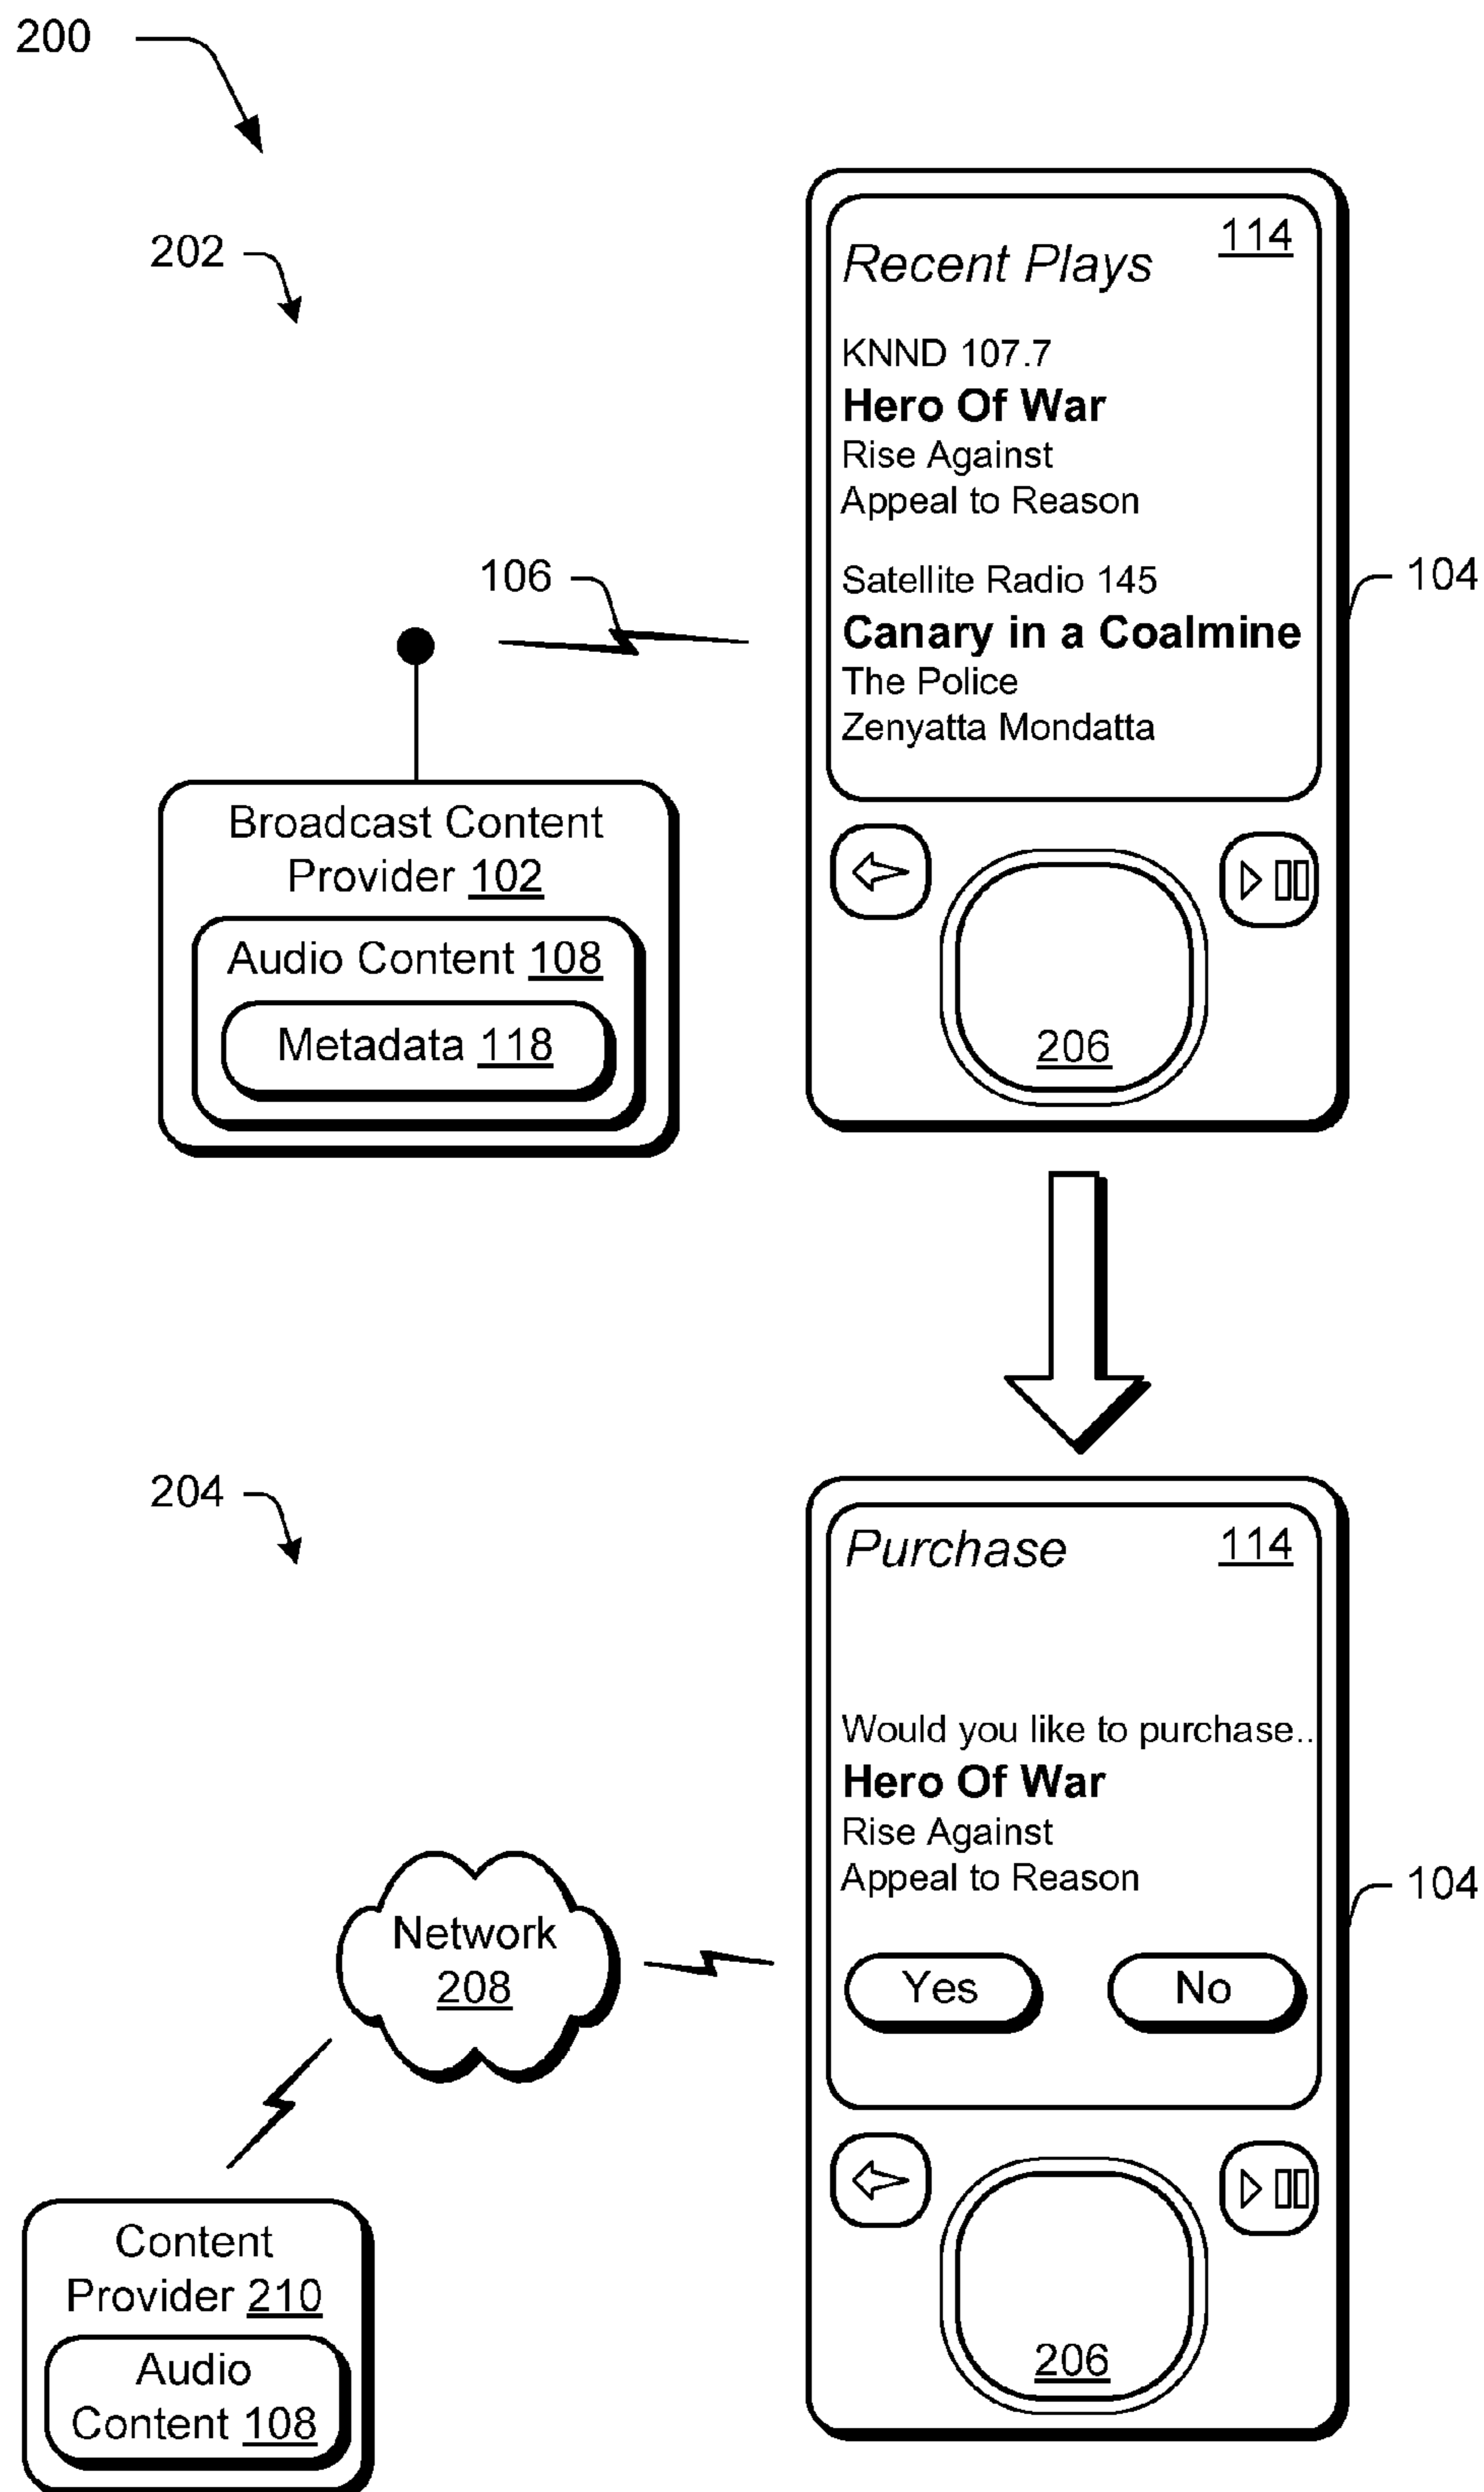 200
202
114
Recent Plays
KNND 107.7
Hero Of War
Rise Against
Appeal to Reason
106
Satellite Radio 145
104
Canary in a Coalmine
The Police
Zenyatta Mondatta
Broadcast Content
Provider 102
Audio Content 108
Metadata 118
206
204
Purchase
114
Would you like to purchase..
Hero Of War
Rise Against
Appeal to Reason
104
Network
208
Yes
No
Content
Provider 210
Audio
Content 108
206